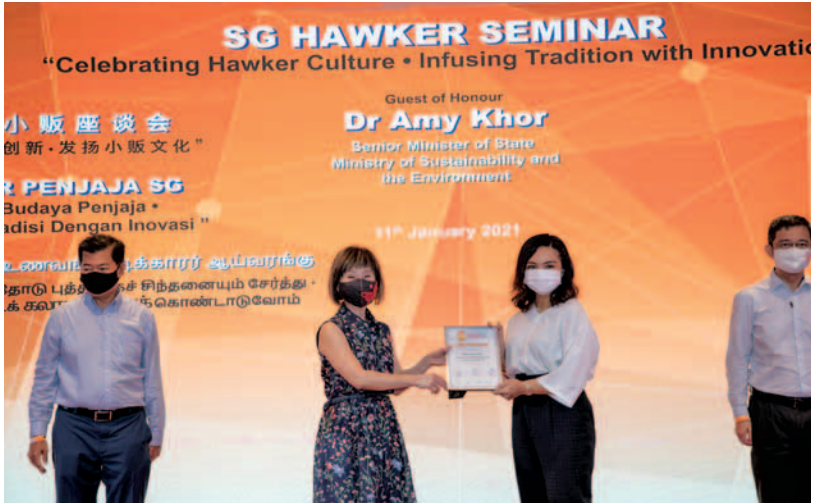 SG HAWKER SEMINAR
“Celebrating Hawker Culture • Infusing Tradition with Innovatio
小贩座谈会
创新·发扬小贩文化”
R PENJAJA SG
Budaya Penjaja •
adisi Dengan Inovasi ”
ஆய்வரங்கு
சிந்தனையும் சேர்த்து ·
கொண்டாடுவோம்
Guest of Honour
Dr Amy Khor
Senior Minister of State
Ministry of Sustainability and
the Environment
11th January 2021